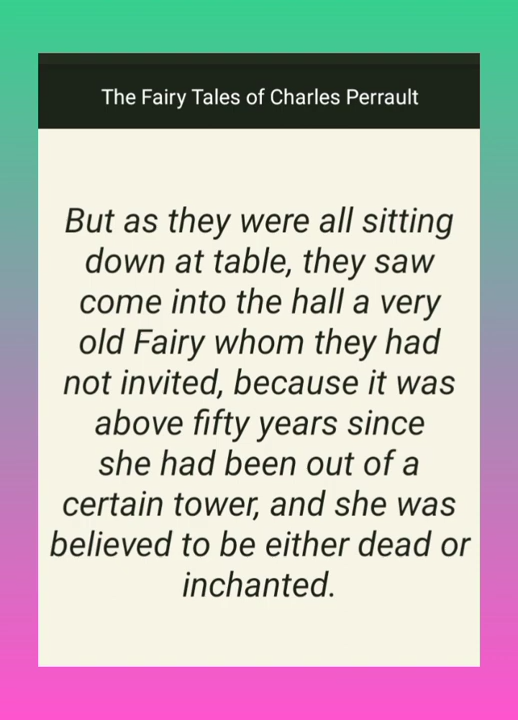 The Fairy Tales of Charles Perrault
But as they were all sitting
down at table, they saw
come into the hall a very
old Fairy whom they had
not invited, because it was
above fifty years since
she had been out of a
certain tower, and she was
believed to be either dead or
inchanted.